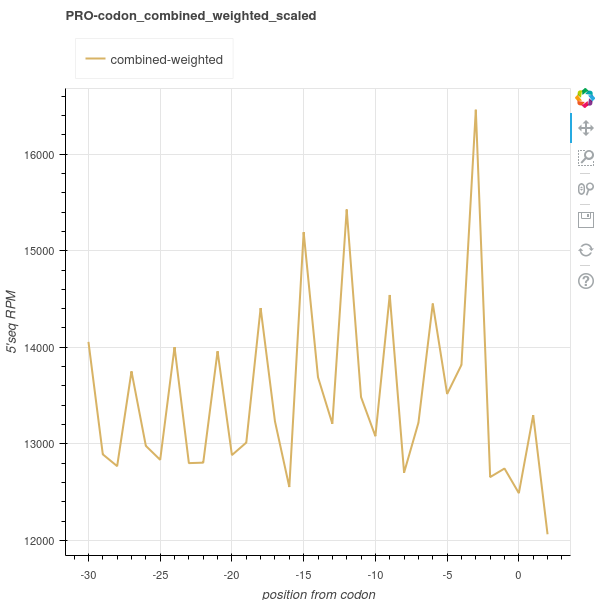 PRO-codon_combined_weighted_scaled
combined-weighted
16000
15000
14000
13000
12000
5'seq RPM
-30 -25 -20 -15 -10 -5 0
position from codon